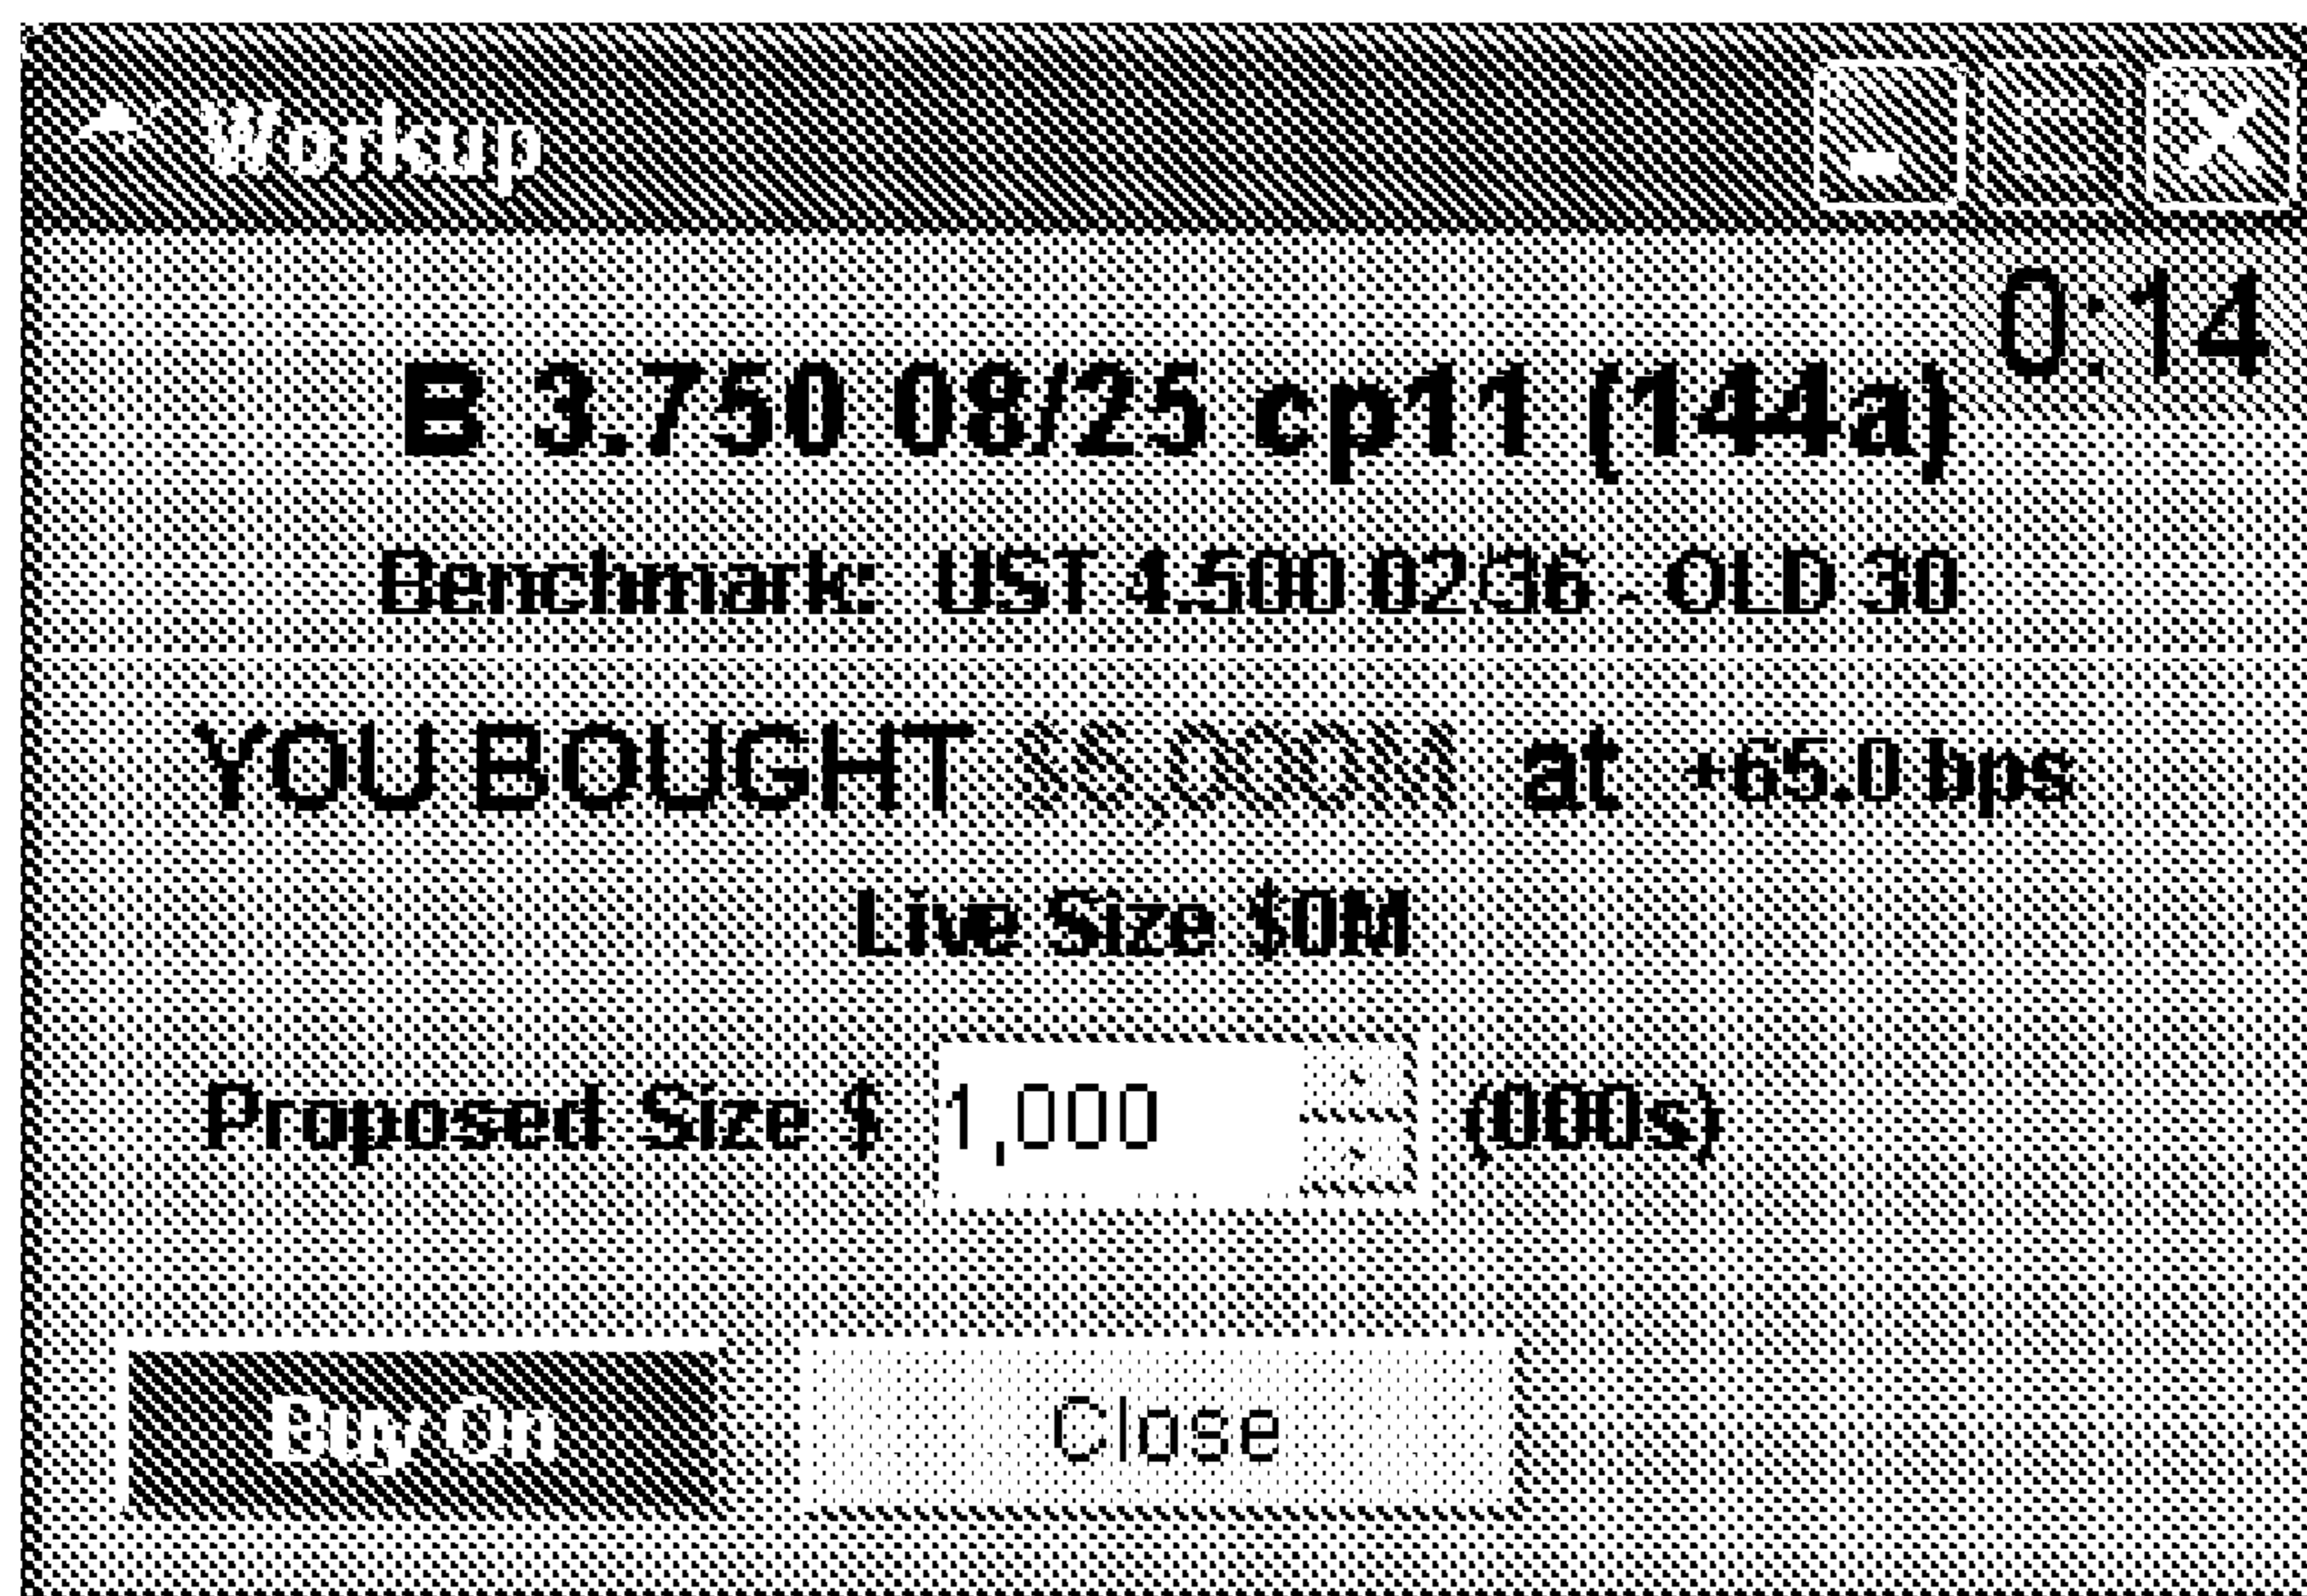 Workup
0:14
B 3.750 08/25 cp11 (144a)
Benchmark: UST 4.500 02/36 - OLD 30
YOU BOUGHT at +65.0 bps
Live Size $0M
Proposed Size $ 1,000 (000s)
Buy On
Close